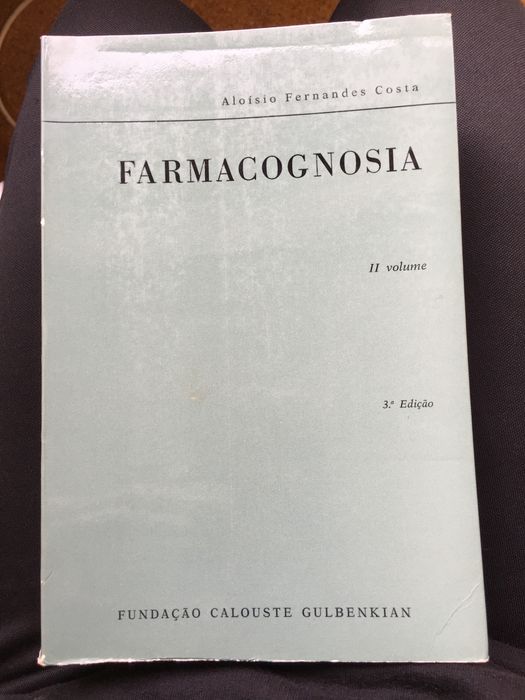 Aloísio Fernandes Costa
FARMACOGNOSIA
II volume
3.ª Edição
FUNDAÇÃO CALOUSTE GULBENKIAN